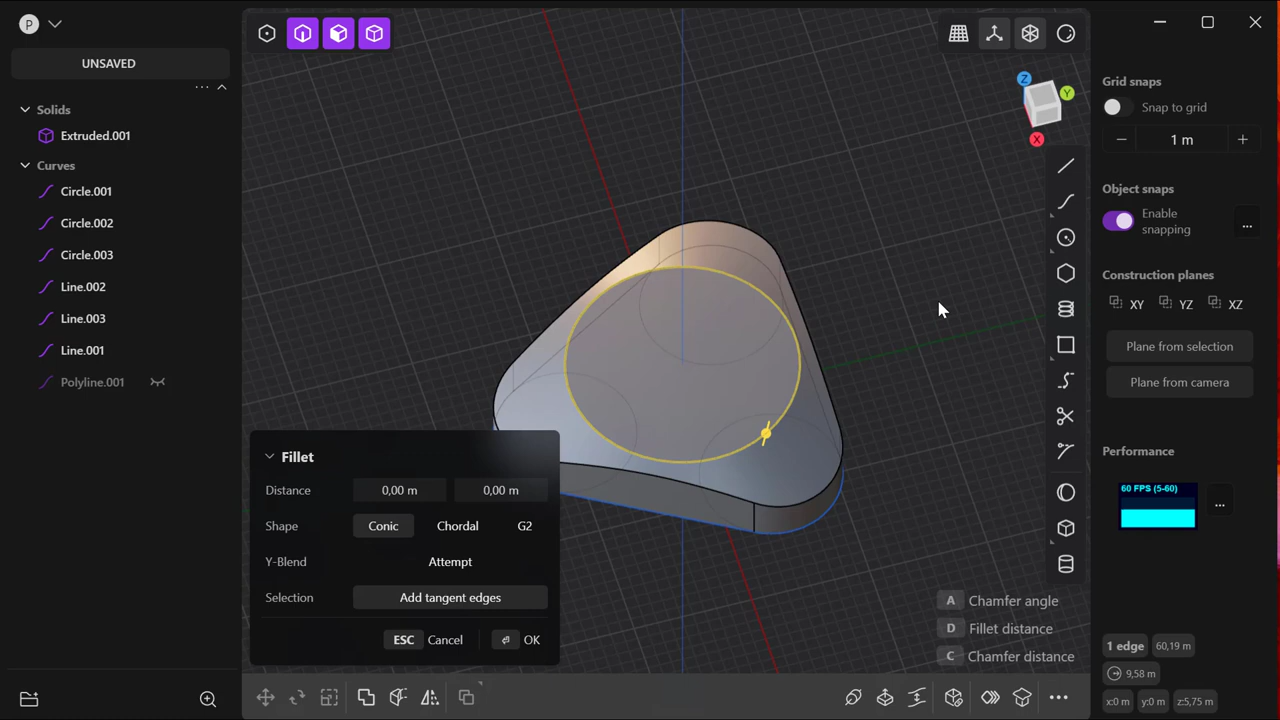 P
UNSAVED
...
Solids
Extruded.001
Curves
Circle.001
Circle.002
Circle.003
Line.002
Line.003
Line.001
Polyline.001
Z
Y
X
Fillet
Distance 0,00 m 0,00 m
Shape Conic Chordal G2
Y-Blend Attempt
Selection Add tangent edges
ESC Cancel OK
A Chamfer angle
D Fillet distance
C Chamfer distance
Grid snaps
Snap to grid
1 m
Object snaps
Enable
snapping
...
Construction planes
XY YZ XZ
Plane from selection
Plane from camera
Performance
60 FPS (5-60)
...
1 edge 60,19 m
9,58 m
x:0 m y:0 m z:5,75 m